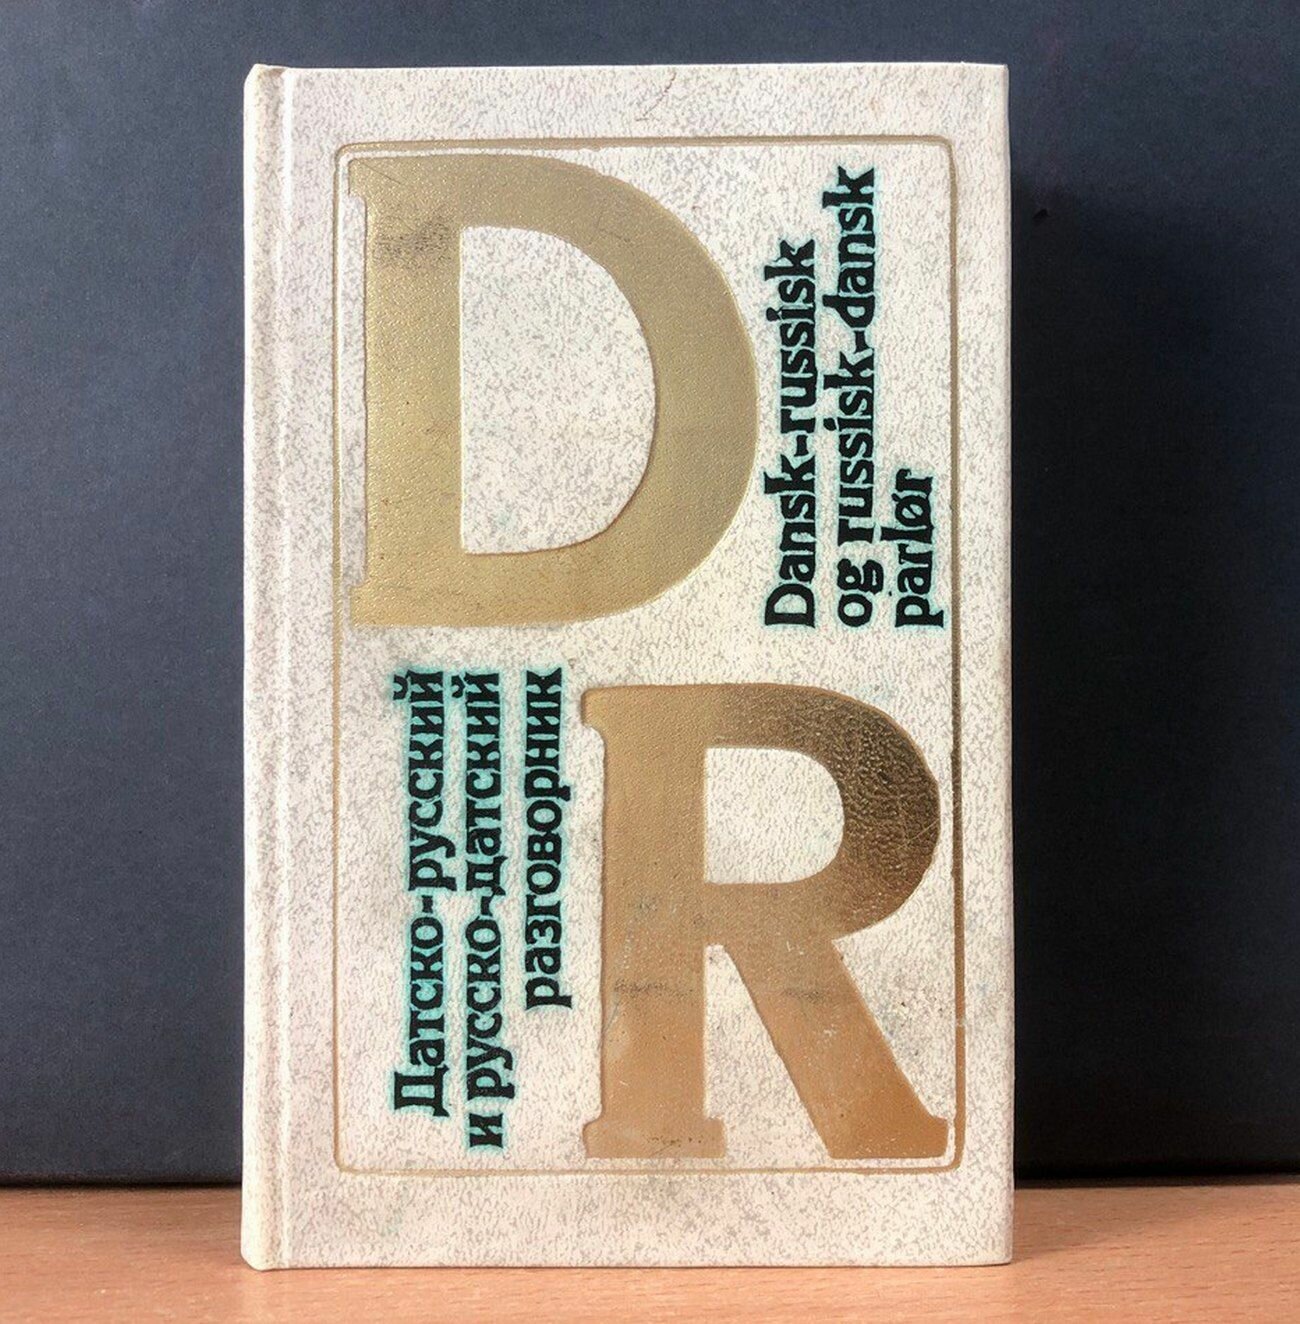 D
Dansk-russisk
og russisk-dansk
parlør
Датско-русский
и русско-датский
разговорник
R